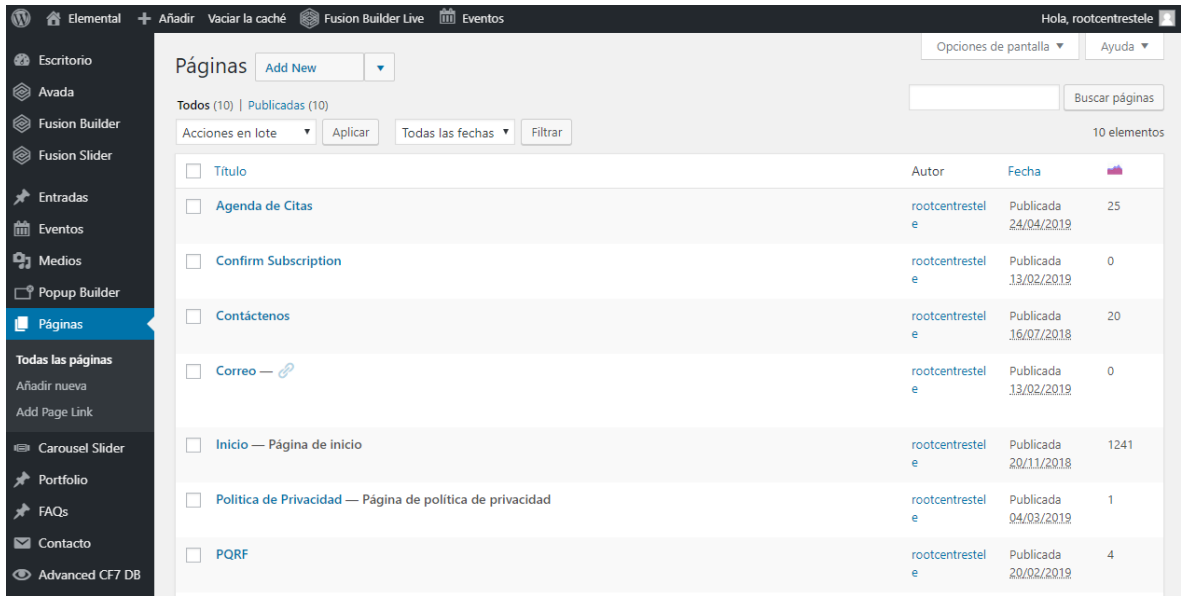 Elemental + Añadir Vaciar la caché Fusion Builder Live Eventos Hola, rootcentrestele
Escritorio
Avada
Fusion Builder
Fusion Slider
Entradas
Eventos
Medios
Popup Builder
Páginas
Todas las páginas
Añadir nueva
Add Page Link
Carousel Slider
Portfolio
FAQs
Contacto
Advanced CF7 DB
Opciones de pantalla ▼ Ayuda ▼
Páginas Add New ▼
Todos (10) | Publicadas (10)
Buscar páginas
Acciones en lote ▼ Aplicar Todas las fechas ▼ Filtrar 10 elementos
Título Autor Fecha
Agenda de Citas rootcentrestel Publicada 25
e 24/04/2019
Confirm Subscription rootcentrestel Publicada 0
e 13/02/2019
Contáctenos rootcentrestel Publicada 20
e 16/07/2018
Correo — rootcentrestel Publicada 0
e 13/02/2019
Inicio — Página de inicio rootcentrestel Publicada 1241
e 20/11/2018
Politica de Privacidad — Página de política de privacidad rootcentrestel Publicada 1
e 04/03/2019
PQRF rootcentrestel Publicada 4
e 20/02/2019